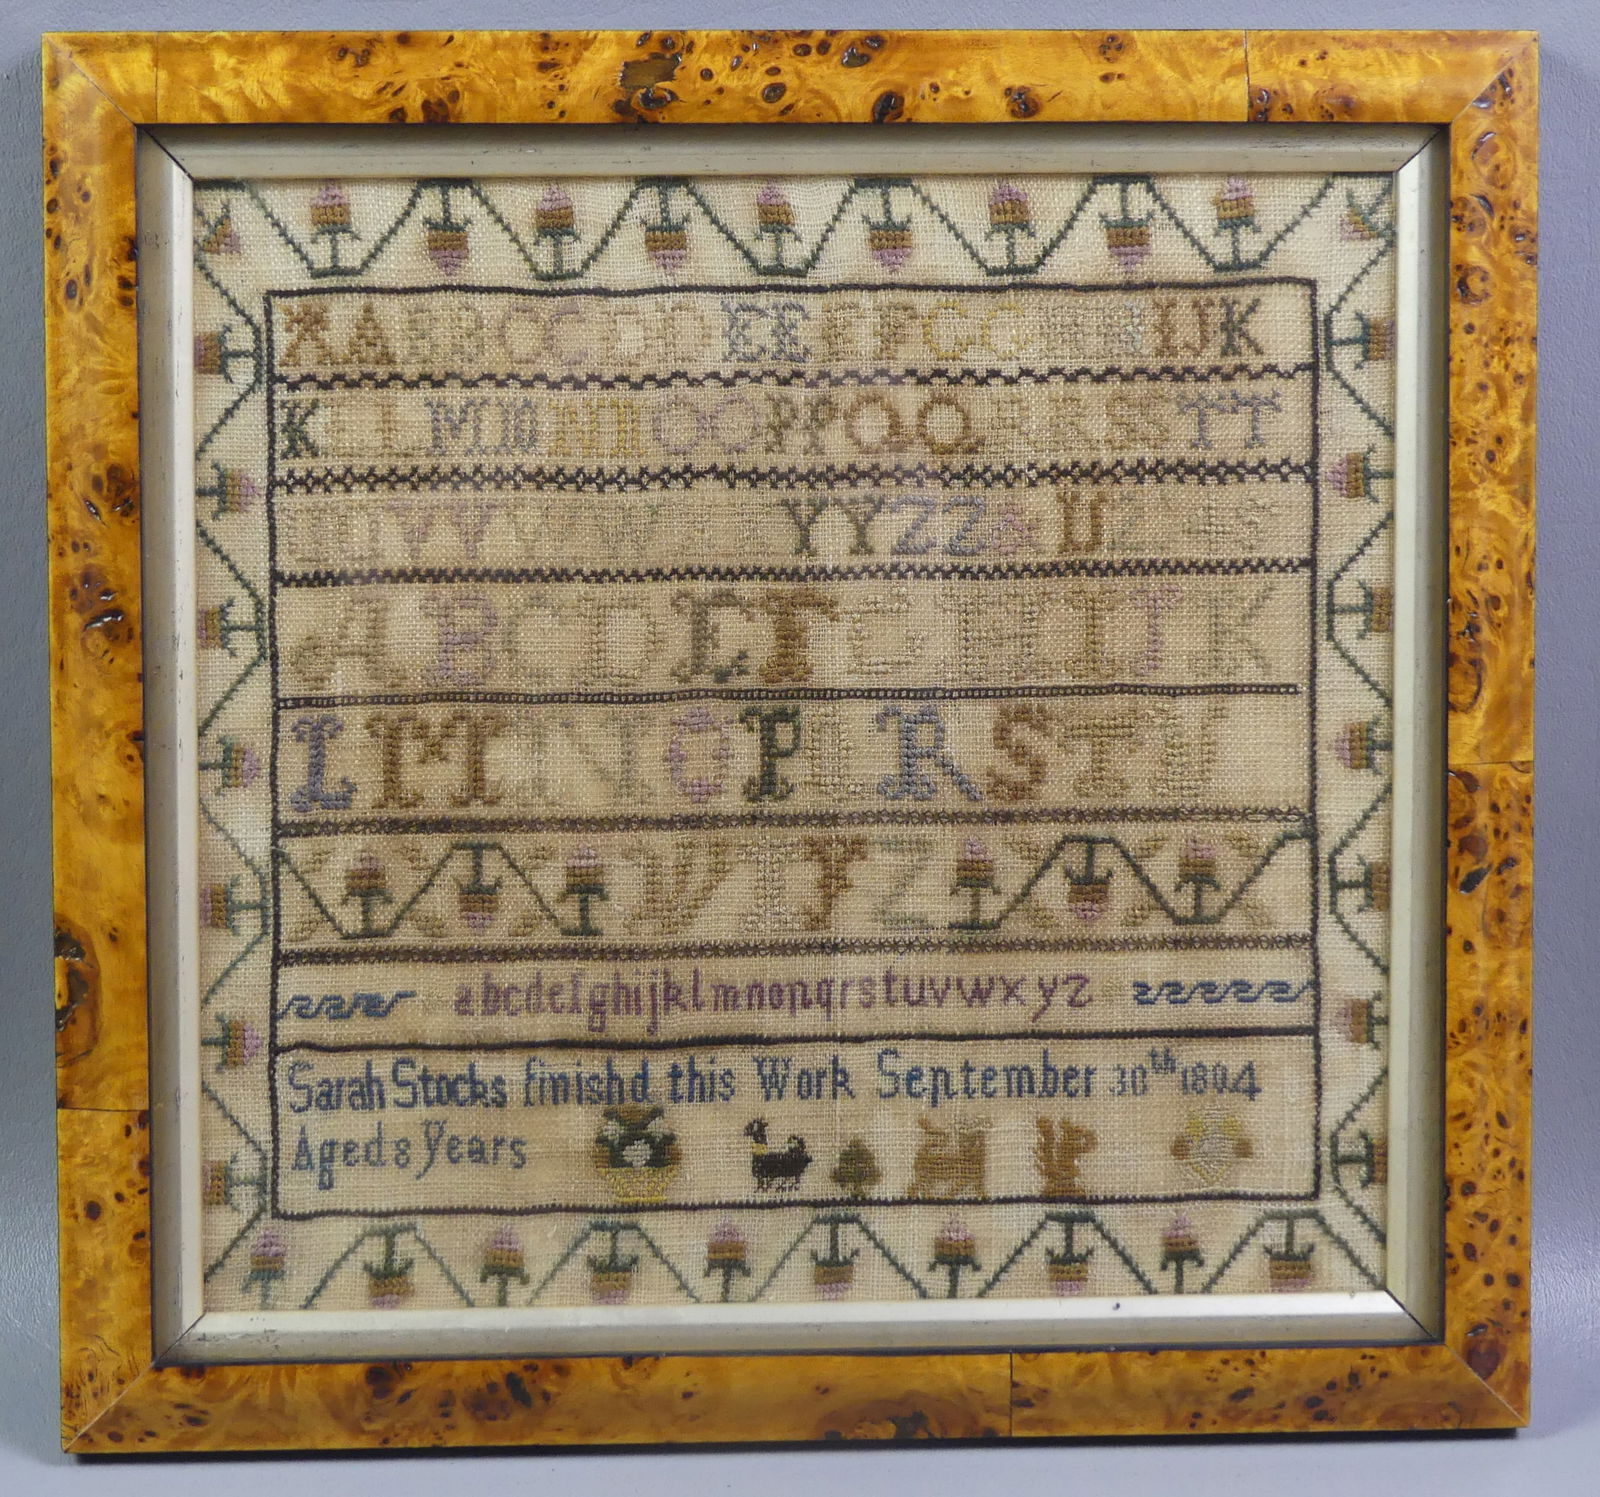 A A B B C C D D E E F F G G H H I J K
K L L M M N N O O P P Q Q R R S S T T
U U V V W W X X Y Y Z Z
A B C D E F G H I J K
L M N O P Q R S T V
Z
abcdefghijklmnopqrstuvwxyz
Sarah Stocks finishd this Work September 30th 1804
Aged 8 Years